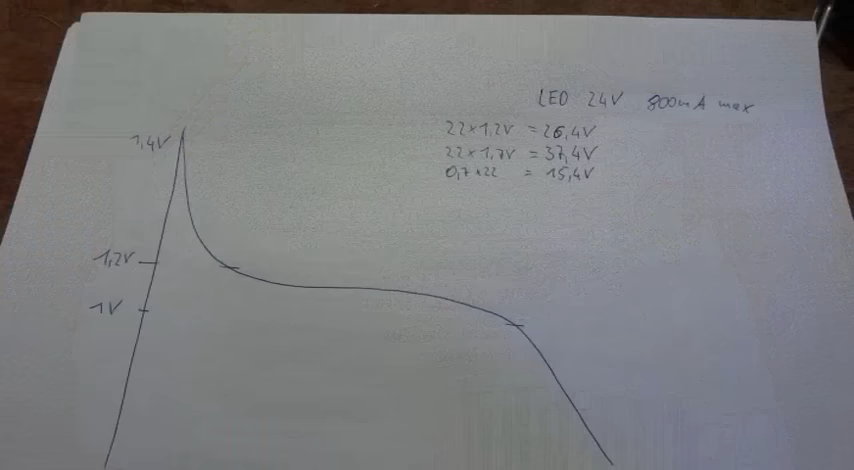 LED 24V 800mA max
22×1,2V = 26,4V
22×1,7V = 37,4V
0,7×22 = 15,4V
1,4V
1,2V
1V